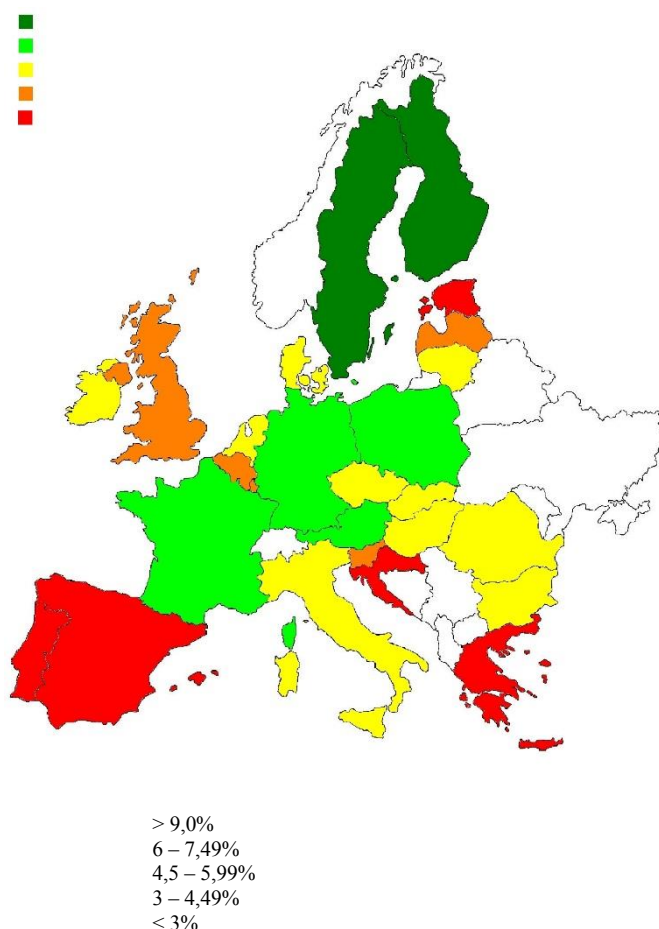 > 9,0%
6 – 7,49%
4,5 – 5,99%
3 – 4,49%
< 3%